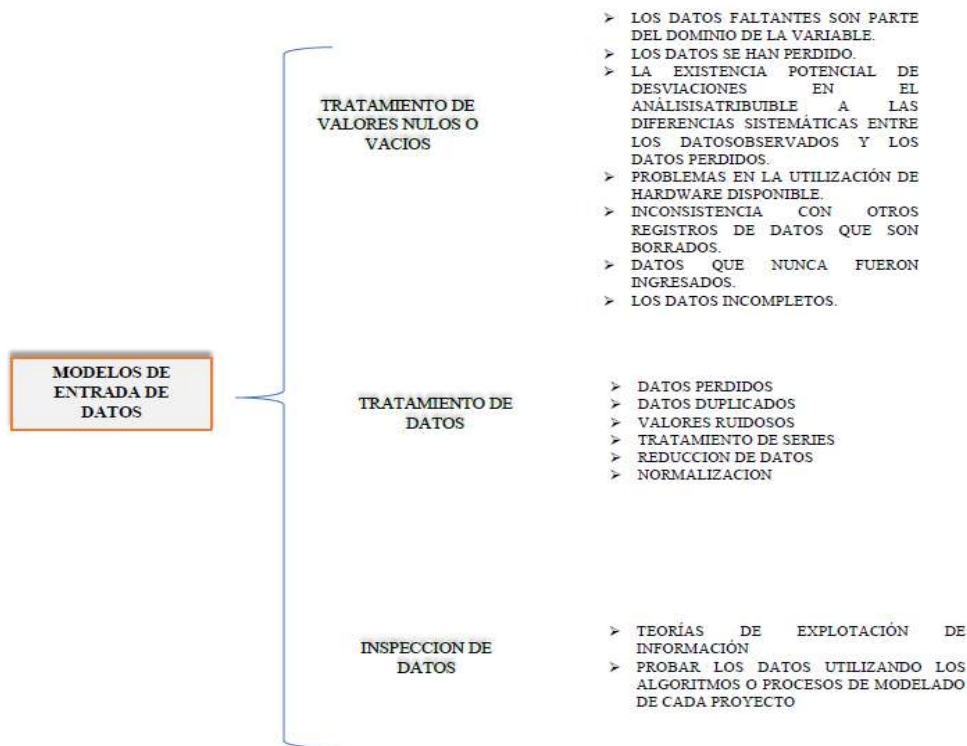 MODELOS DE
ENTRADA DE
DATOS
TRATAMIENTO DE
VALORES NULOS O
VACIOS
➢ LOS DATOS FALTANTES SON PARTE
DEL DOMINIO DE LA VARIABLE.
➢ LOS DATOS SE HAN PERDIDO.
➢ LA EXISTENCIA POTENCIAL DE
DESVIACIONES EN EL
ANÁLISISATRIBUIBLE A LAS
DIFERENCIAS SISTEMÁTICAS ENTRE
LOS DATOSOBSERVADOS Y LOS
DATOS PERDIDOS.
➢ PROBLEMAS EN LA UTILIZACIÓN DE
HARDWARE DISPONIBLE.
➢ INCONSISTENCIA CON OTROS
REGISTROS DE DATOS QUE SON
BORRADOS.
➢ DATOS QUE NUNCA FUERON
INGRESADOS.
➢ LOS DATOS INCOMPLETOS.
TRATAMIENTO DE
DATOS
➢ DATOS PERDIDOS
➢ DATOS DUPLICADOS
➢ VALORES RUIDOSOS
➢ TRATAMIENTO DE SERIES
➢ REDUCCION DE DATOS
➢ NORMALIZACION
INSPECCION DE
DATOS
➢ TEORÍAS DE EXPLOTACIÓN DE
INFORMACIÓN
➢ PROBAR LOS DATOS UTILIZANDO LOS
ALGORITMOS O PROCESOS DE MODELADO
DE CADA PROYECTO